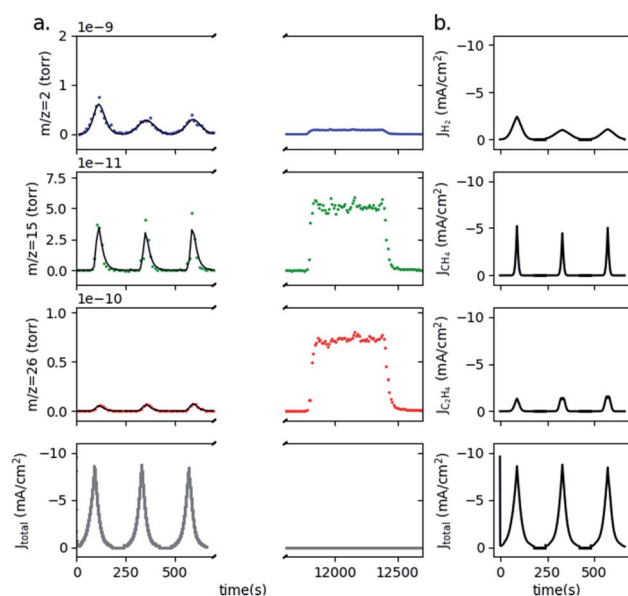 a.
b.
1e−9
m/z=2 (torr)
2
1
0
J_H₂ (mA/cm²)
−10
−5
0
1e−11
m/z=15 (torr)
7.5
5.0
2.5
0.0
J_CH₄ (mA/cm²)
−10
−5
0
1e−10
m/z=26 (torr)
1.0
0.5
0.0
J_C₂H₄ (mA/cm²)
−10
−5
0
J_total (mA/cm²)
−10
−5
0
J_total (mA/cm²)
−10
−5
0
0 250 500 12000 12500 0 250 500
time(s) time(s)